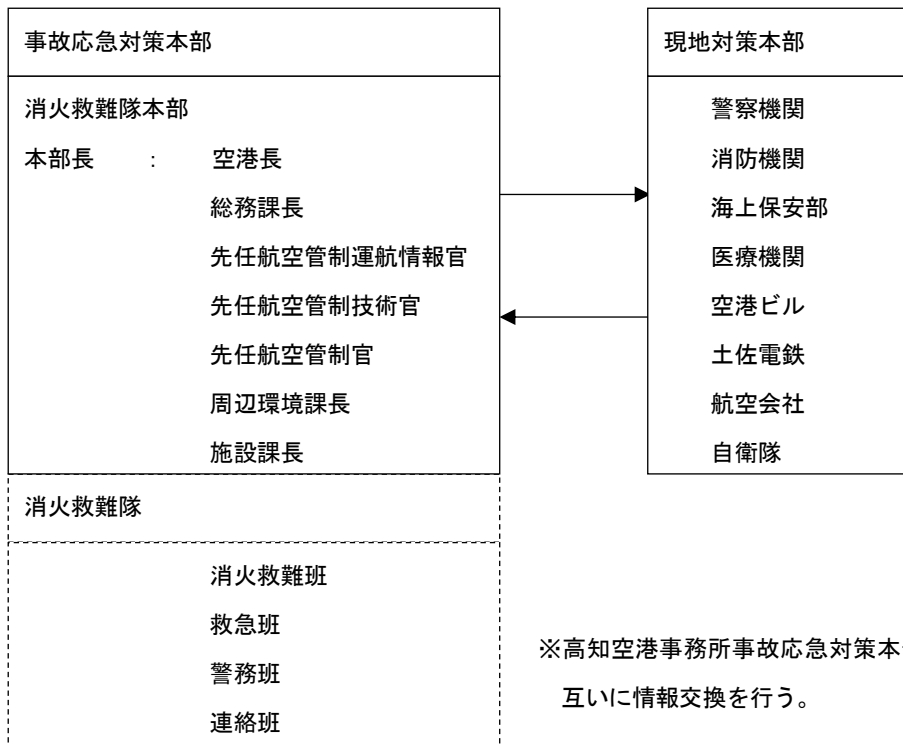 事故応急対策本部
消火救難隊本部
本部長 : 空港長
総務課長
先任航空管制運航情報官
先任航空管制技術官
先任航空管制官
周辺環境課長
施設課長
消火救難隊
消火救難班
救急班
警務班
連絡班
現地対策本部
警察機関
消防機関
海上保安部
医療機関
空港ビル
土佐電鉄
航空会社
自衛隊
※高知空港事務所事故応急対策本
互いに情報交換を行う。